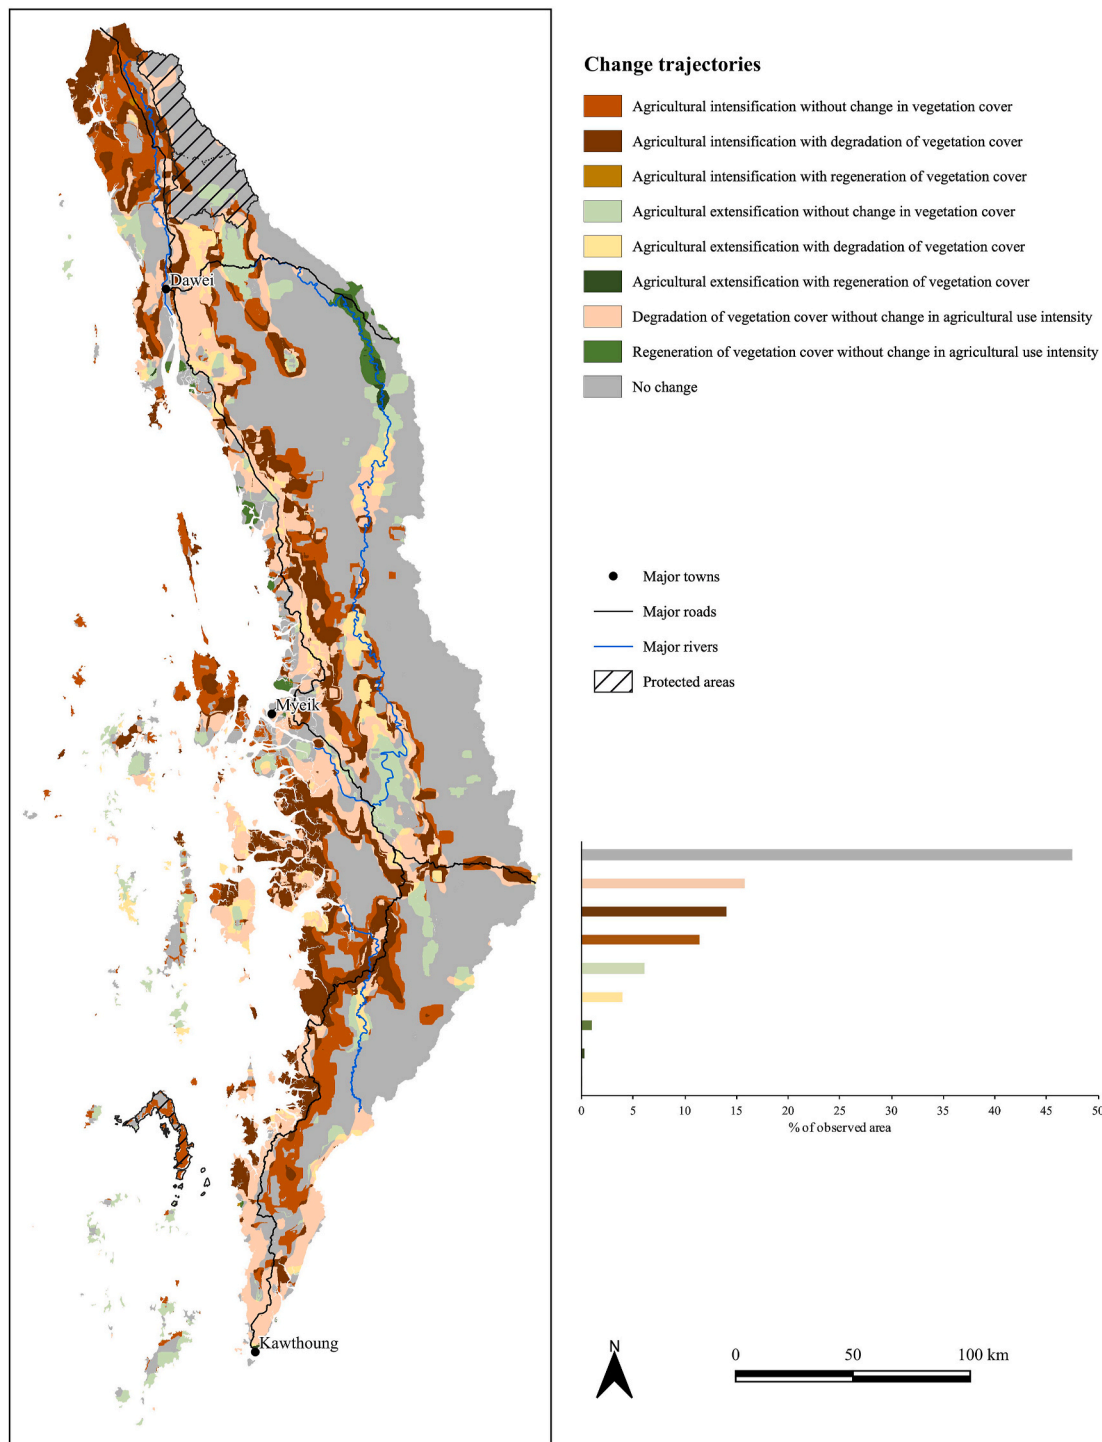 Change trajectories
Agricultural intensification without change in vegetation cover
Agricultural intensification with degradation of vegetation cover
Agricultural intensification with regeneration of vegetation cover
Agricultural extensification without change in vegetation cover
Agricultural extensification with degradation of vegetation cover
Agricultural extensification with regeneration of vegetation cover
Degradation of vegetation cover without change in agricultural use intensity
Regeneration of vegetation cover without change in agricultural use intensity
No change
Dawei
Myeik
Kawthoung
Major towns
Major roads
Major rivers
Protected areas
0 5 10 15 20 25 30 35 40 45 50
% of observed area
N
0 50 100 km